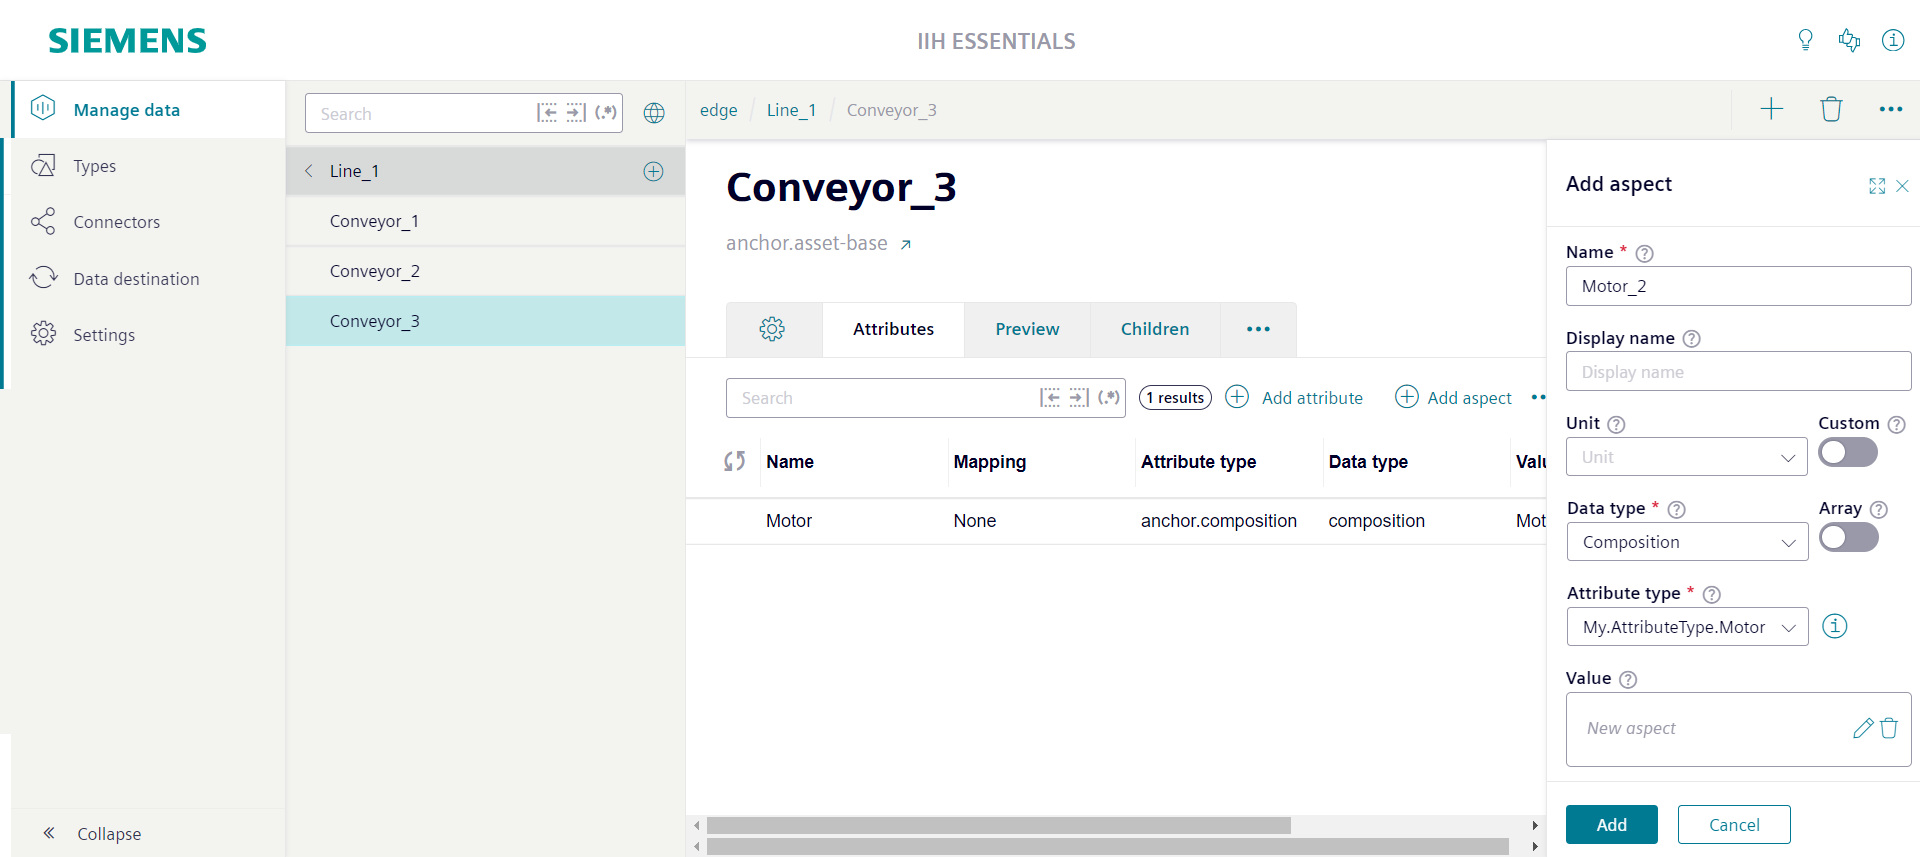 SIEMENS
IIH ESSENTIALS
Manage data
Types
Connectors
Data destination
Settings
Collapse
Search
(.*)
Line_1
Conveyor_1
Conveyor_2
Conveyor_3
edge
Line_1
Conveyor_3
Conveyor_3
anchor.asset-base
Attributes
Preview
Children
Search
(.*)
1 results
Add attribute
Add aspect
Name
Mapping
Attribute type
Data type
Motor
None
anchor.composition
composition
Mot
Add aspect
Name *
Motor_2
Display name
Display name
Unit
Custom
Unit
Data type *
Array
Composition
Attribute type *
My.AttributeType.Motor
Value
New aspect
Add
Cancel